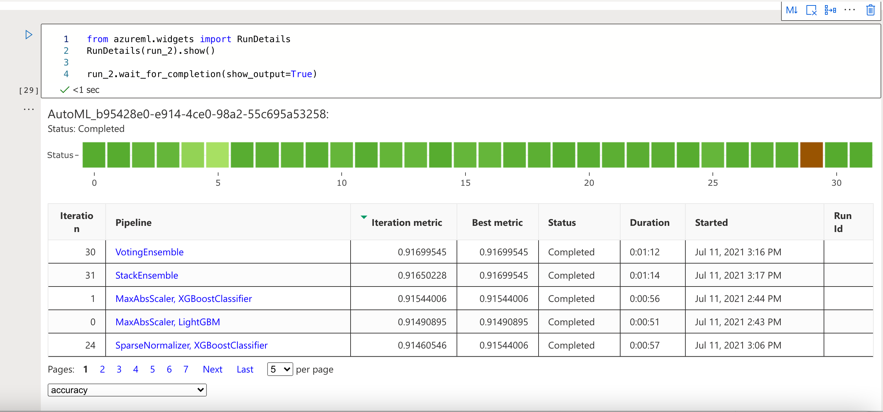 M↓
1 from azureml.widgets import RunDetails
2 RunDetails(run_2).show()
3
4 run_2.wait_for_completion(show_output=True)
[29] <1 sec
AutoML_b95428e0-e914-4ce0-98a2-55c695a53258:
Status: Completed
Status
0 5 10 15 20 25 30
Iteratio
n Pipeline Iteration metric Best metric Status Duration Started Run
Id
30 VotingEnsemble 0.91699545 0.91699545 Completed 0:01:12 Jul 11, 2021 3:16 PM
31 StackEnsemble 0.91650228 0.91699545 Completed 0:01:14 Jul 11, 2021 3:17 PM
1 MaxAbsScaler, XGBoostClassifier 0.91544006 0.91544006 Completed 0:00:56 Jul 11, 2021 2:44 PM
0 MaxAbsScaler, LightGBM 0.91490895 0.91490895 Completed 0:00:51 Jul 11, 2021 2:43 PM
24 SparseNormalizer, XGBoostClassifier 0.91460546 0.91544006 Completed 0:00:57 Jul 11, 2021 3:06 PM
Pages: 1 2 3 4 5 6 7 Next Last 5 per page
accuracy